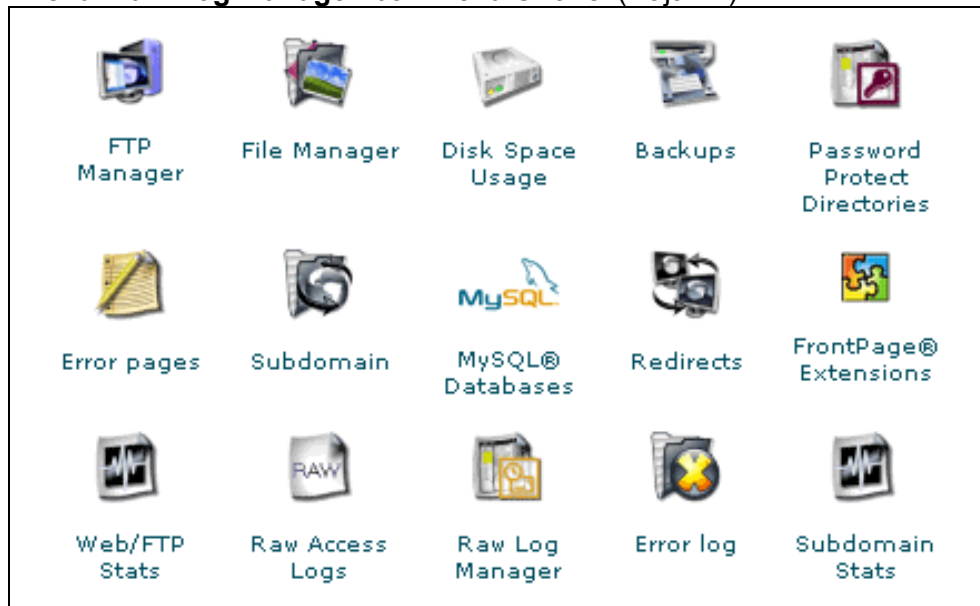 FTP
Manager
File Manager
Disk Space
Usage
Backups
Password
Protect
Directories
Error pages
Subdomain
MySQL
MySQL®
Databases
Redirects
FrontPage®
Extensions
Web/FTP
Stats
RAW
Raw Access
Logs
Raw Log
Manager
Error log
Subdomain
Stats